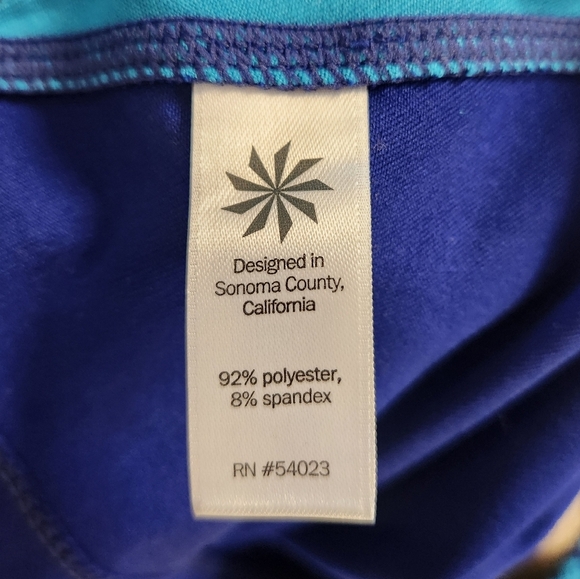 Designed in
Sonoma County,
California
92% polyester,
8% spandex
RN #54023